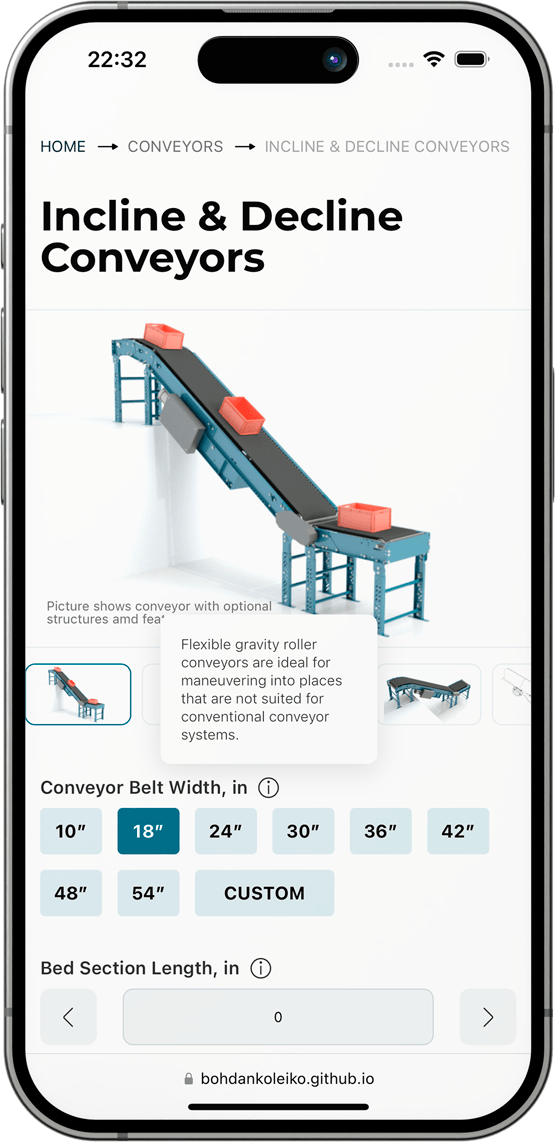 22:32
HOME → CONVEYORS → INCLINE & DECLINE CONVEYORS
Incline & Decline
Conveyors
Picture shows conveyor with optional
structures amd
Flexible gravity roller
conveyors are ideal for
maneuvering into places
that are not suited for
conventional conveyor
systems.
Conveyor Belt Width, in
10” 18” 24” 30” 36” 42”
48” 54” CUSTOM
Bed Section Length, in
0
bohdankoleiko.github.io